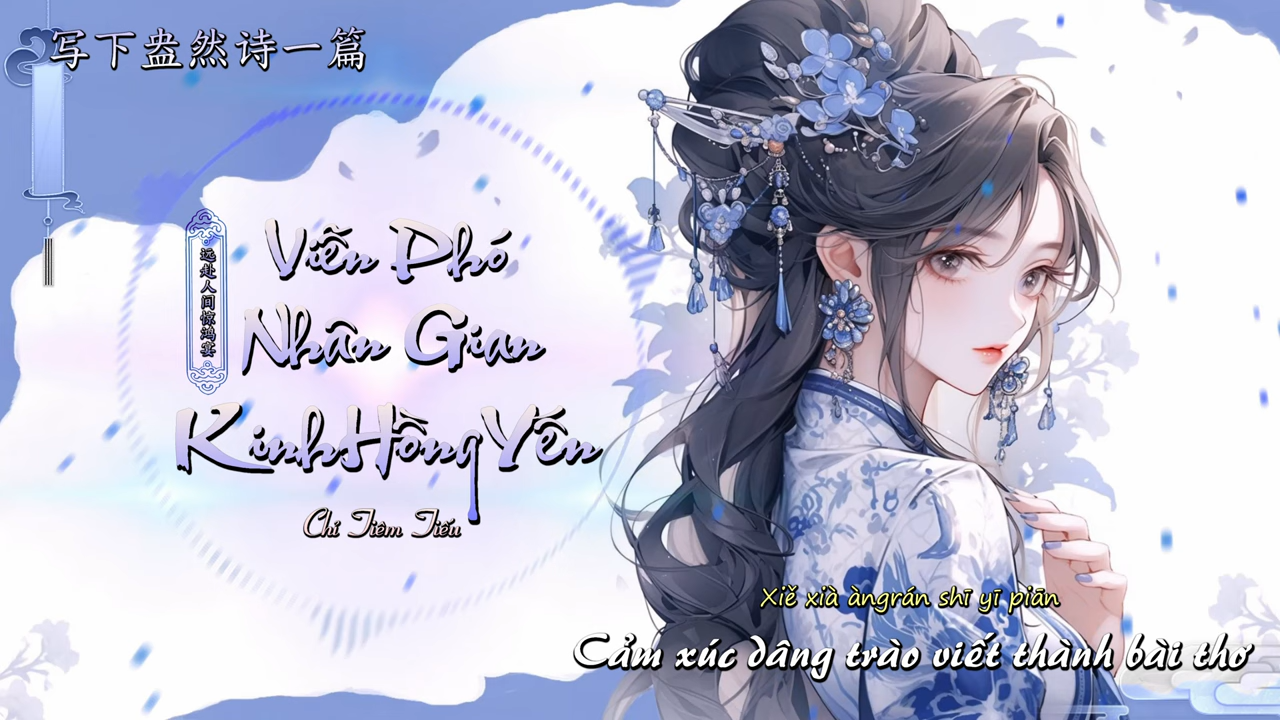 写下盎然诗一篇
远赴人间惊鸿宴
Viễn Phó
Nhân Gian
Kinh Hồng Yến
Chỉ Tiêm Tiếu
Xiě xià àngrán shī yī piān
Cảm xúc dâng trào viết thành bài thơ